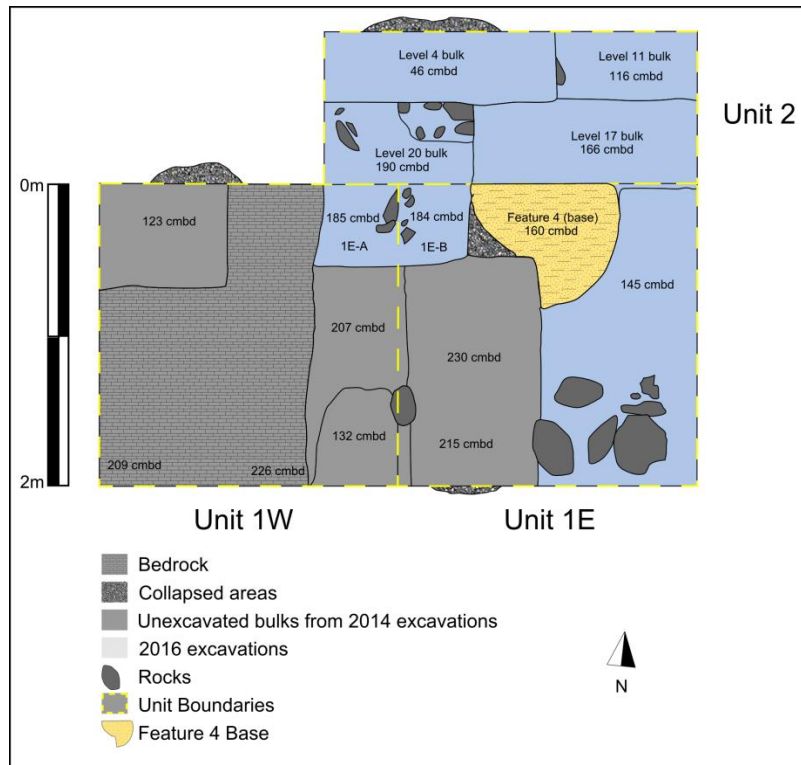 Level 4 bulk
46 cmbd
Level 11 bulk
116 cmbd
Unit 2
Level 20 bulk
190 cmbd
Level 17 bulk
166 cmbd
0m
123 cmbd
185 cmbd
184 cmbd
1E-A
1E-B
Feature 4 (base)
160 cmbd
145 cmbd
207 cmbd
230 cmbd
132 cmbd
215 cmbd
209 cmbd
226 cmbd
2m
Unit 1W
Unit 1E
Bedrock
Collapsed areas
Unexcavated bulks from 2014 excavations
2016 excavations
Rocks
Unit Boundaries
Feature 4 Base
N